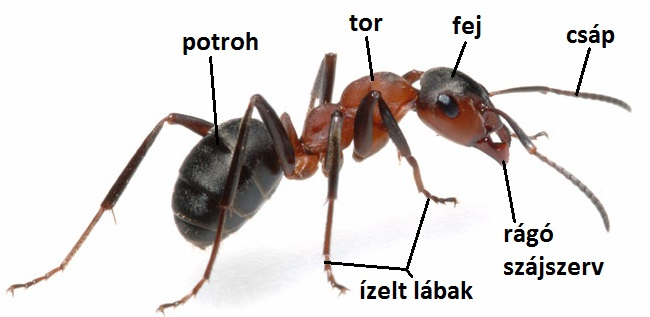 potroh
tor
fej
csáp
rágó
szájszerv
ízelt lábak